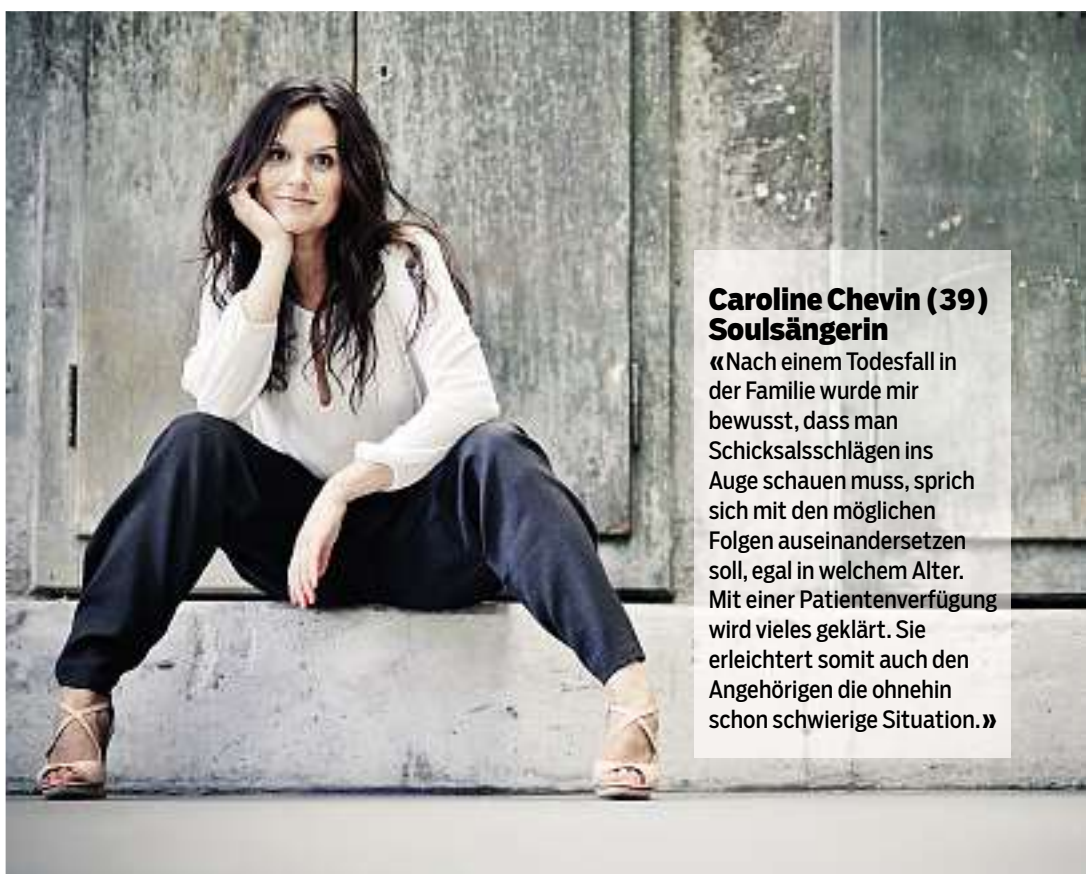 Caroline Chevin (39)
Soulsängerin
«Nach einem Todesfall in
der Familie wurde mir
bewusst, dass man
Schicksalsschlägen ins
Auge schauen muss, sprich
sich mit den möglichen
Folgen auseinandersetzen
soll, egal in welchem Alter.
Mit einer Patientenverfügung
wird vieles geklärt. Sie
erleichtert somit auch den
Angehörigen die ohnehin
schon schwierige Situation.»